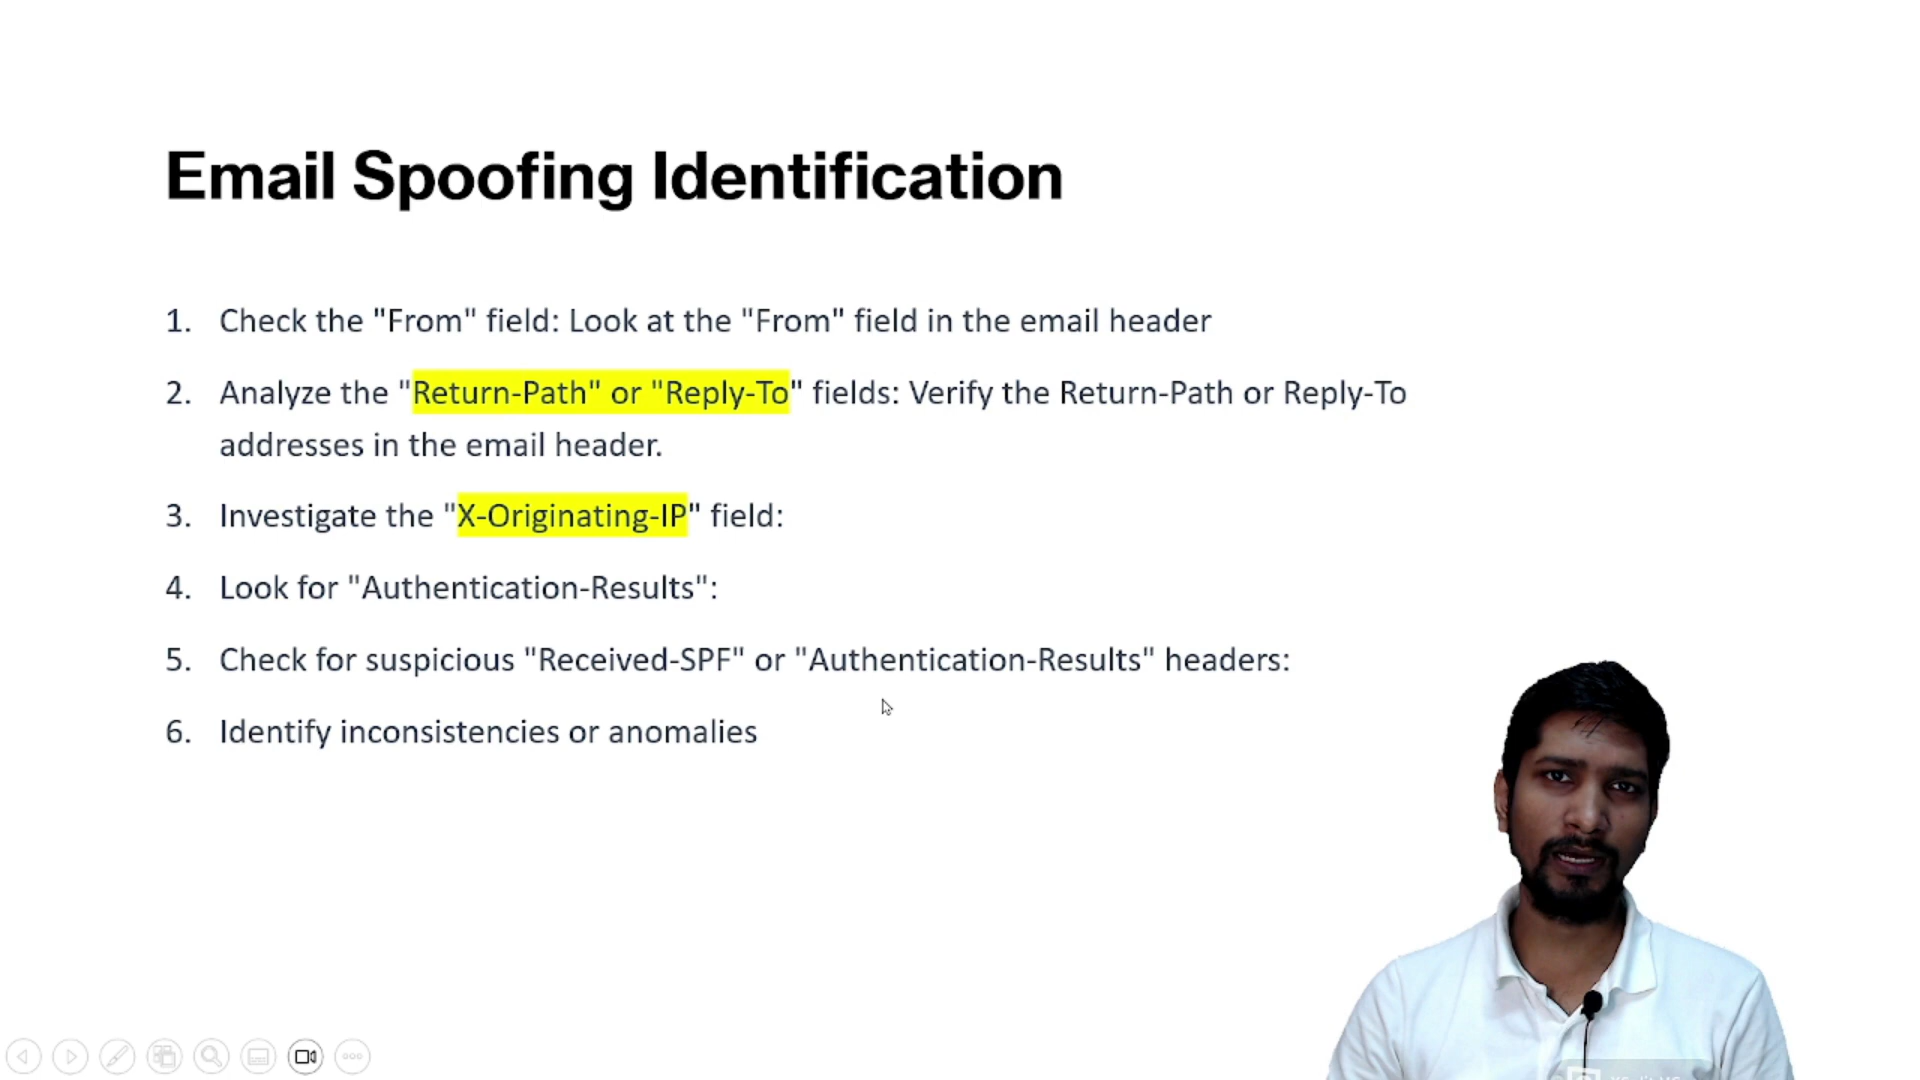 Email Spoofing Identification
1. Check the "From" field: Look at the "From" field in the email header
2. Analyze the "Return-Path" or "Reply-To" fields: Verify the Return-Path or Reply-To
addresses in the email header.
3. Investigate the "X-Originating-IP" field:
4. Look for "Authentication-Results":
5. Check for suspicious "Received-SPF" or "Authentication-Results" headers:
6. Identify inconsistencies or anomalies